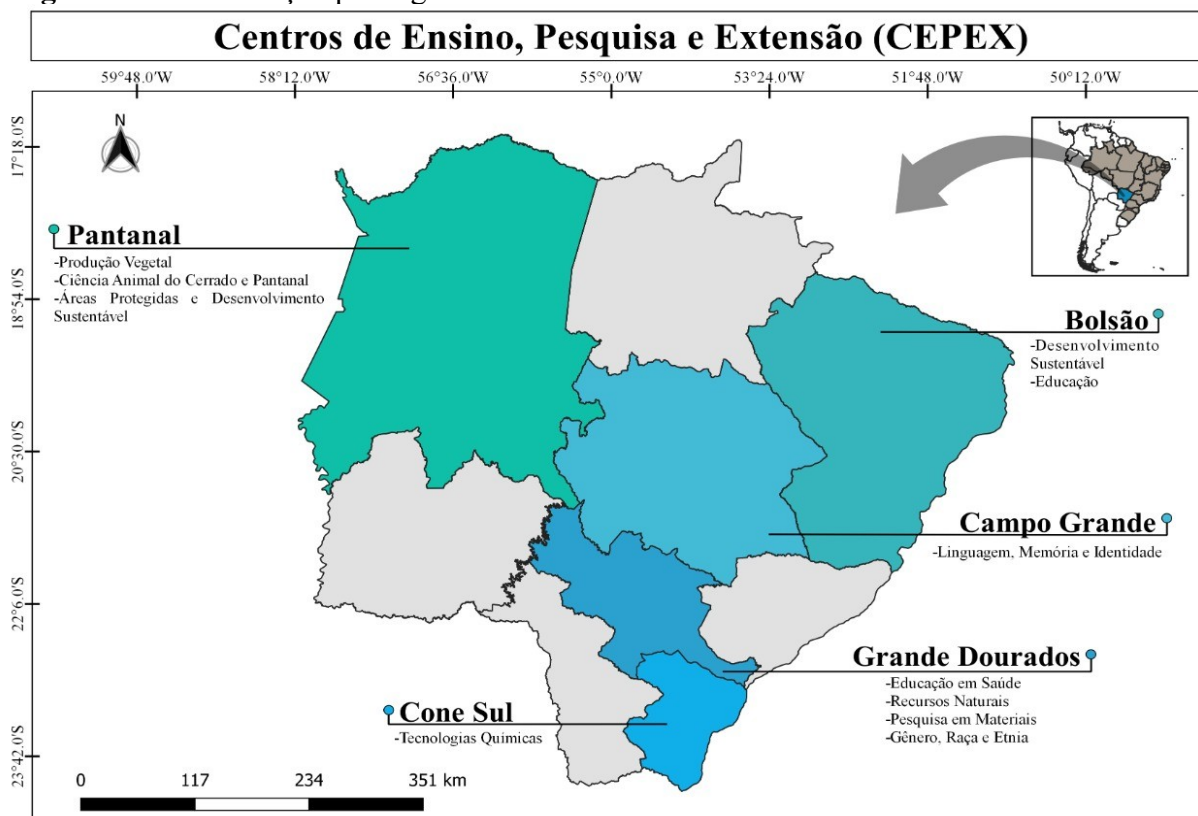 Centros de Ensino, Pesquisa e Extensão (CEPEX)
59°48.0'W 58°12.0'W 56°36.0'W 55°0.0'W 53°24.0'W 51°48.0'W 50°12.0'W
N
17°18.0'S
18°54.0'S
20°30.0'S
22°6.0'S
23°42.0'S
Pantanal
-Produção Vegetal
-Ciência Animal do Cerrado e Pantanal
-Áreas Protegidas e Desenvolvimento
Sustentável
Bolsão
-Desenvolvimento
Sustentável
-Educação
Campo Grande
-Linguagem, Memória e Identidade
Grande Dourados
-Educação em Saúde
-Recursos Naturais
-Pesquisa em Materiais
-Gênero, Raça e Etnia
Cone Sul
-Tecnologias Quimicas
0 117 234 351 km